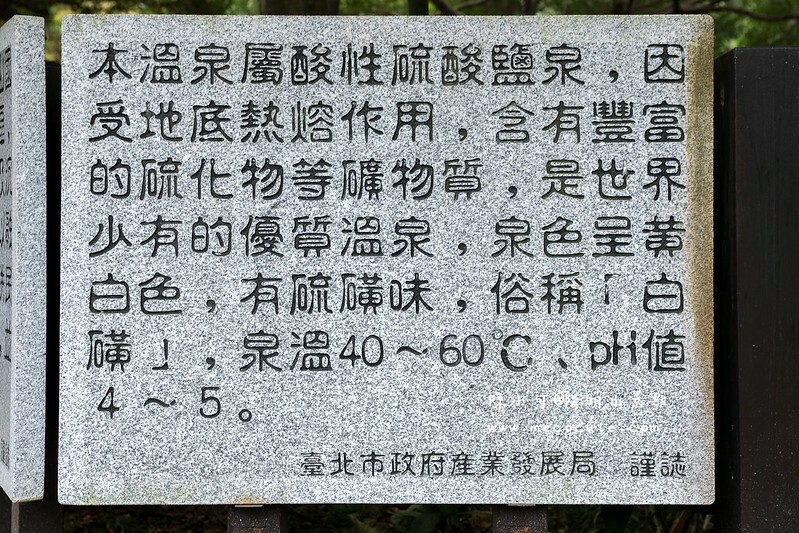 本溫泉屬酸性硫酸鹽泉，因
受地底熱熔作用，含有豐富
的硫化物等礦物質，是世界
少有的優質溫泉，泉色呈黃
白色，有硫磺味，俗稱「白
磺」，泉溫40～60℃、pH值
4～5。
臺北市政府産業發展局　謹誌